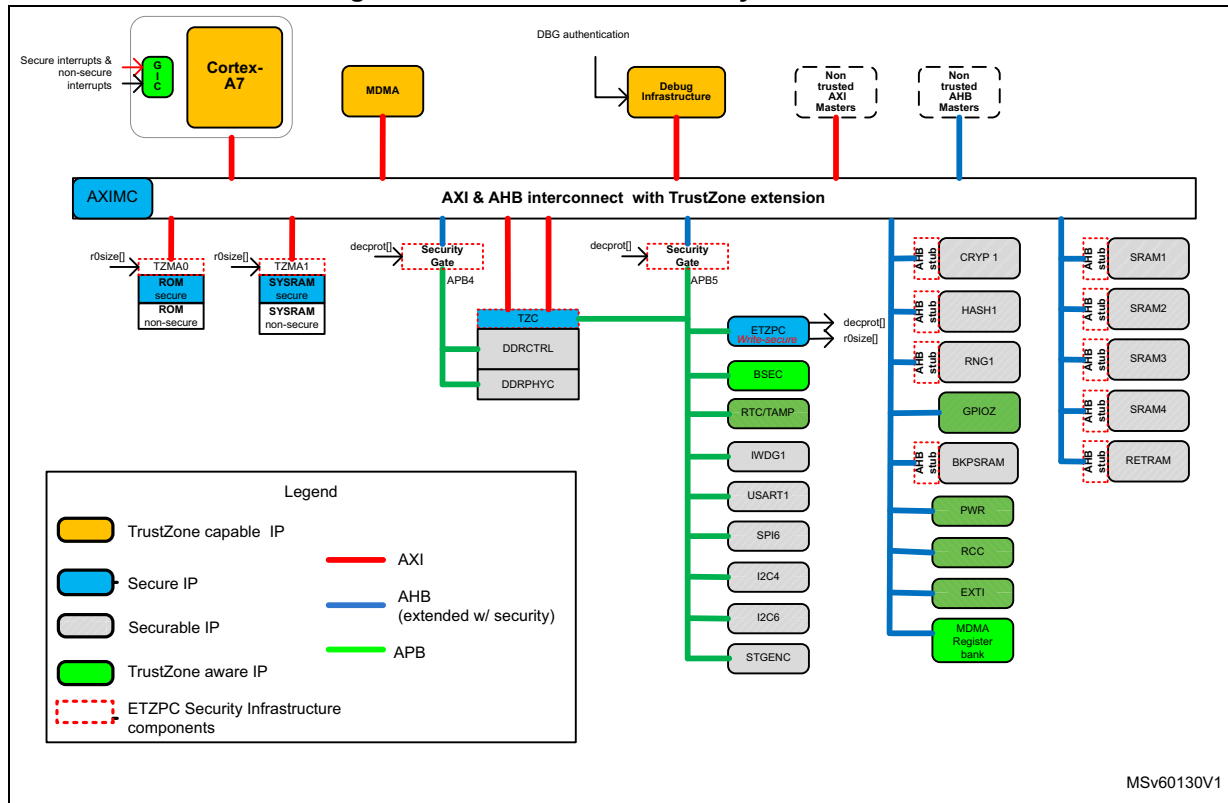 DBG authentication
Secure interrupts &
non-secure
interrupts
G
I
C
Cortex-
A7
MDMA
Debug
Infrastructure
Non
trusted
AXI
Masters
Non
trusted
AHB
Masters
AXIMC
AXI & AHB interconnect with TrustZone extension
r0size[]
TZMA0
ROM
secure
ROM
non-secure
r0size[]
TZMA1
SYSRAM
secure
SYSRAM
non-secure
decprot[]
Security
Gate
APB4
decprot[]
Security
Gate
APB5
TZC
DDRCTRL
DDRPHYC
ETZPC
Write-secure
decprot[]
r0size[]
BSEC
RTC/TAMP
IWDG1
USART1
SPI6
I2C4
I2C6
STGENC
AHB
stub
CRYP 1
AHB
stub
HASH1
AHB
stub
RNG1
GPIOZ
AHB
stub
BKPSRAM
PWR
RCC
EXTI
MDMA
Register
bank
AHB
stub
SRAM1
AHB
stub
SRAM2
AHB
stub
SRAM3
AHB
stub
SRAM4
AHB
stub
RETRAM
Legend
TrustZone capable IP
Secure IP
Securable IP
TrustZone aware IP
ETZPC Security Infrastructure
components
AXI
AHB
(extended w/ security)
APB
MSv60130V1